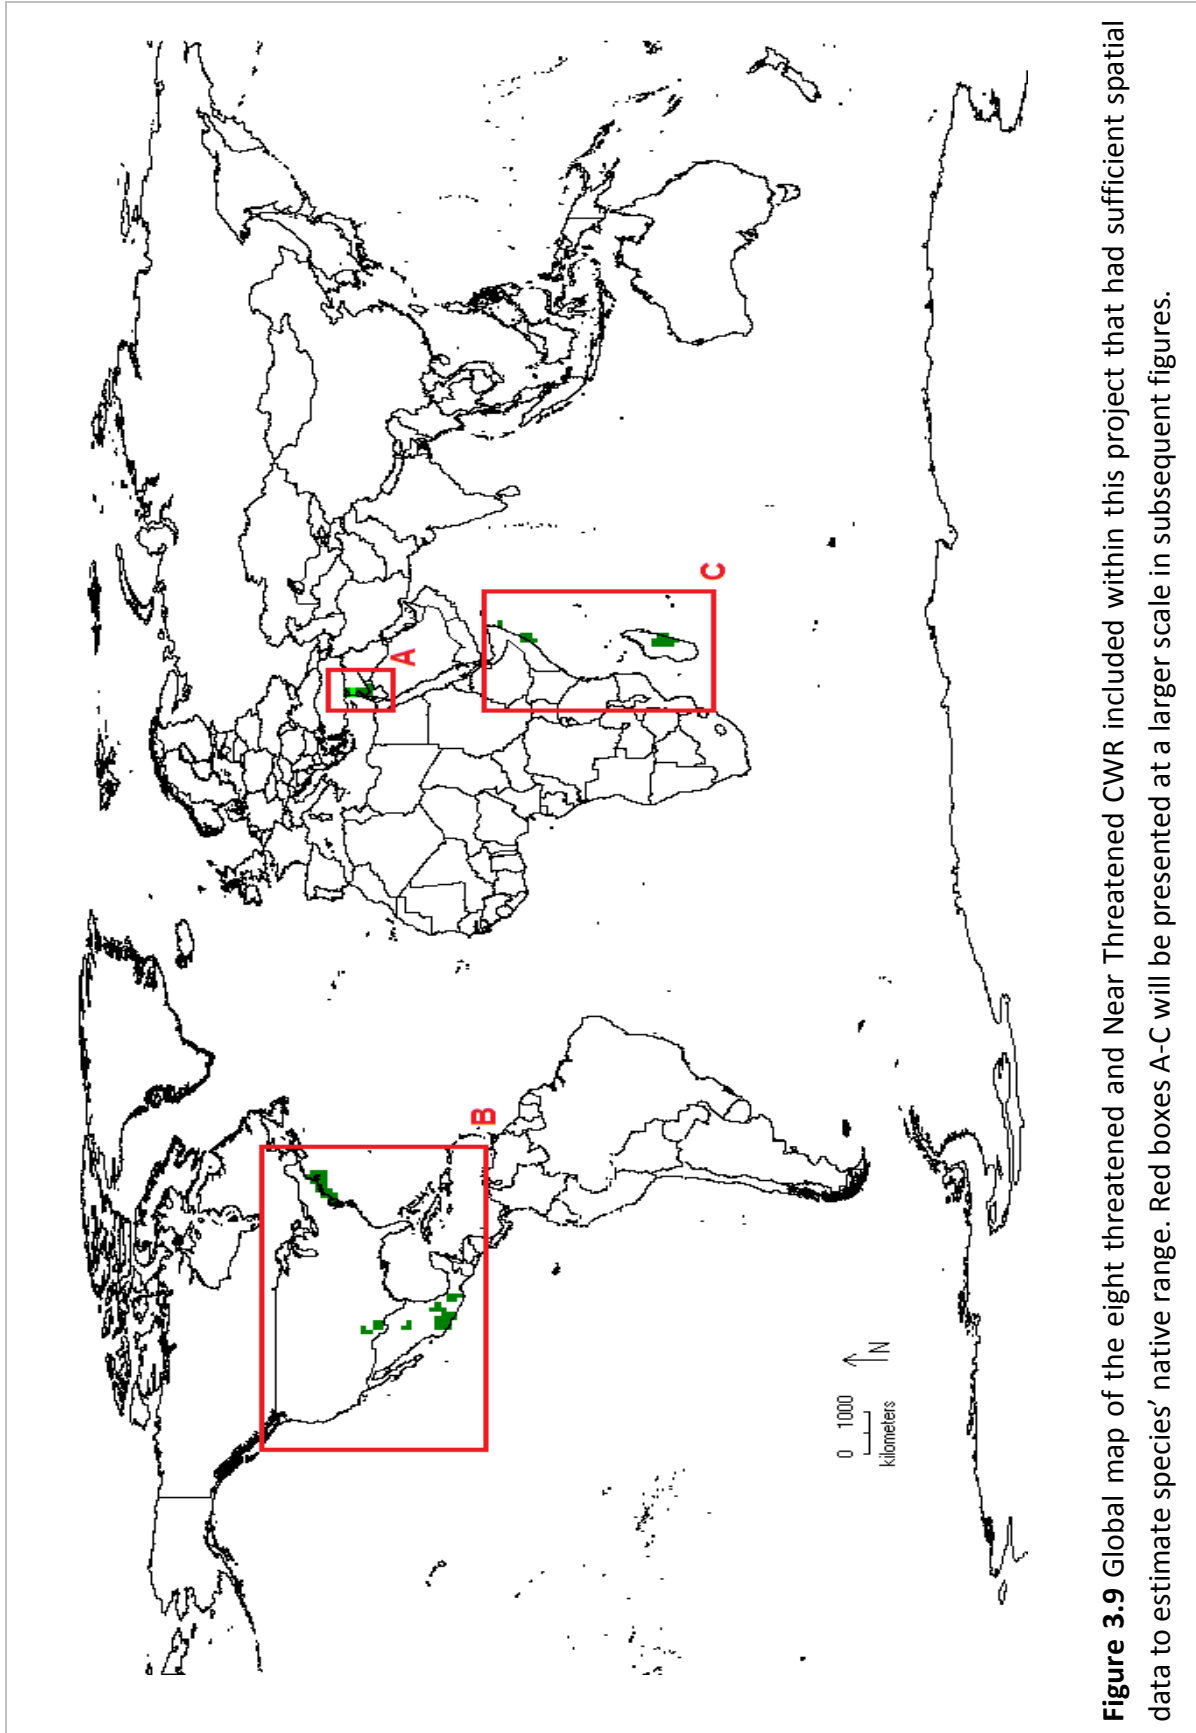 A
B
C
N
0 1000
kilometers
Figure 3.9 Global map of the eight threatened and Near Threatened CWR included within this project that had sufficient spatial
data to estimate species’ native range. Red boxes A-C will be presented at a larger scale in subsequent figures.